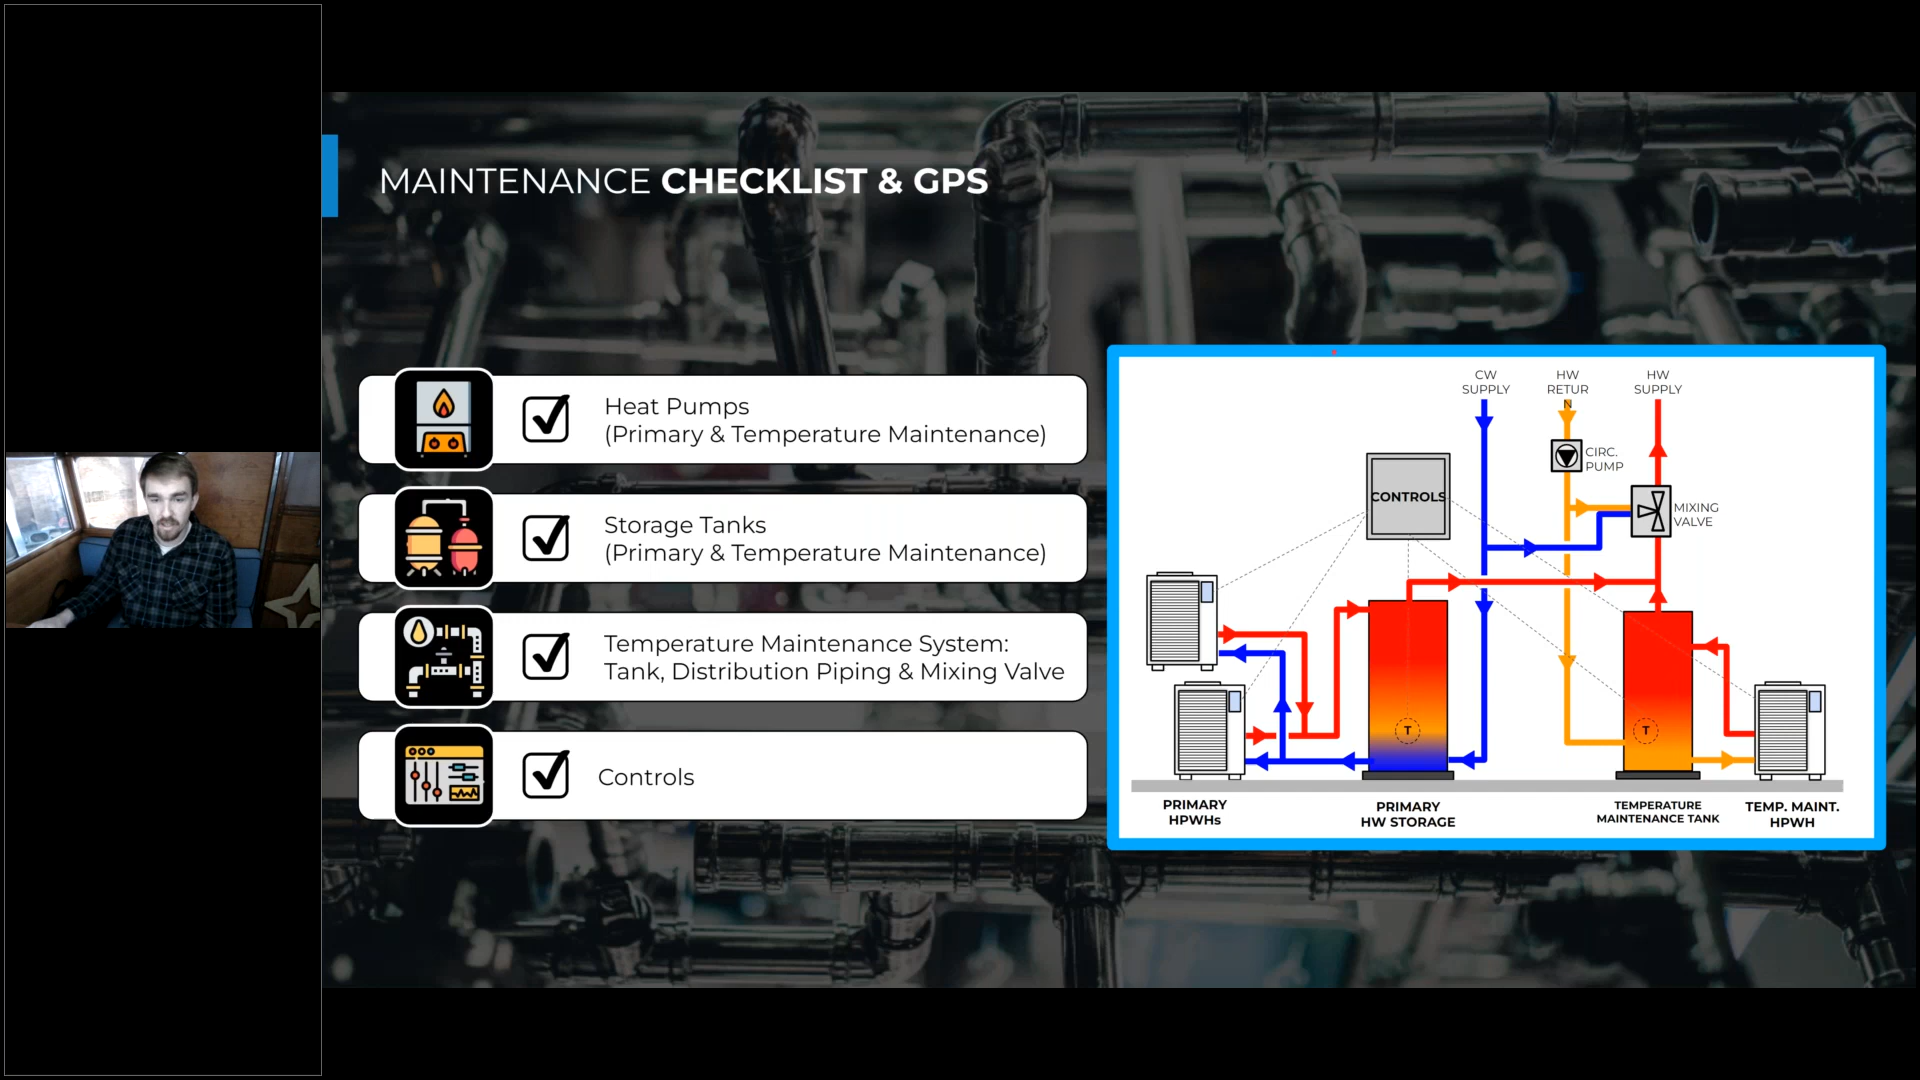 MAINTENANCE CHECKLIST & GPS
Heat Pumps
(Primary & Temperature Maintenance)
Storage Tanks
(Primary & Temperature Maintenance)
Temperature Maintenance System:
Tank, Distribution Piping & Mixing Valve
Controls
CW
SUPPLY
HW
RETUR
N
HW
SUPPLY
CIRC.
PUMP
CONTROLS
MIXING
VALVE
T
T
PRIMARY
HPWHs
PRIMARY
HW STORAGE
TEMPERATURE
MAINTENANCE TANK
TEMP. MAINT.
HPWH